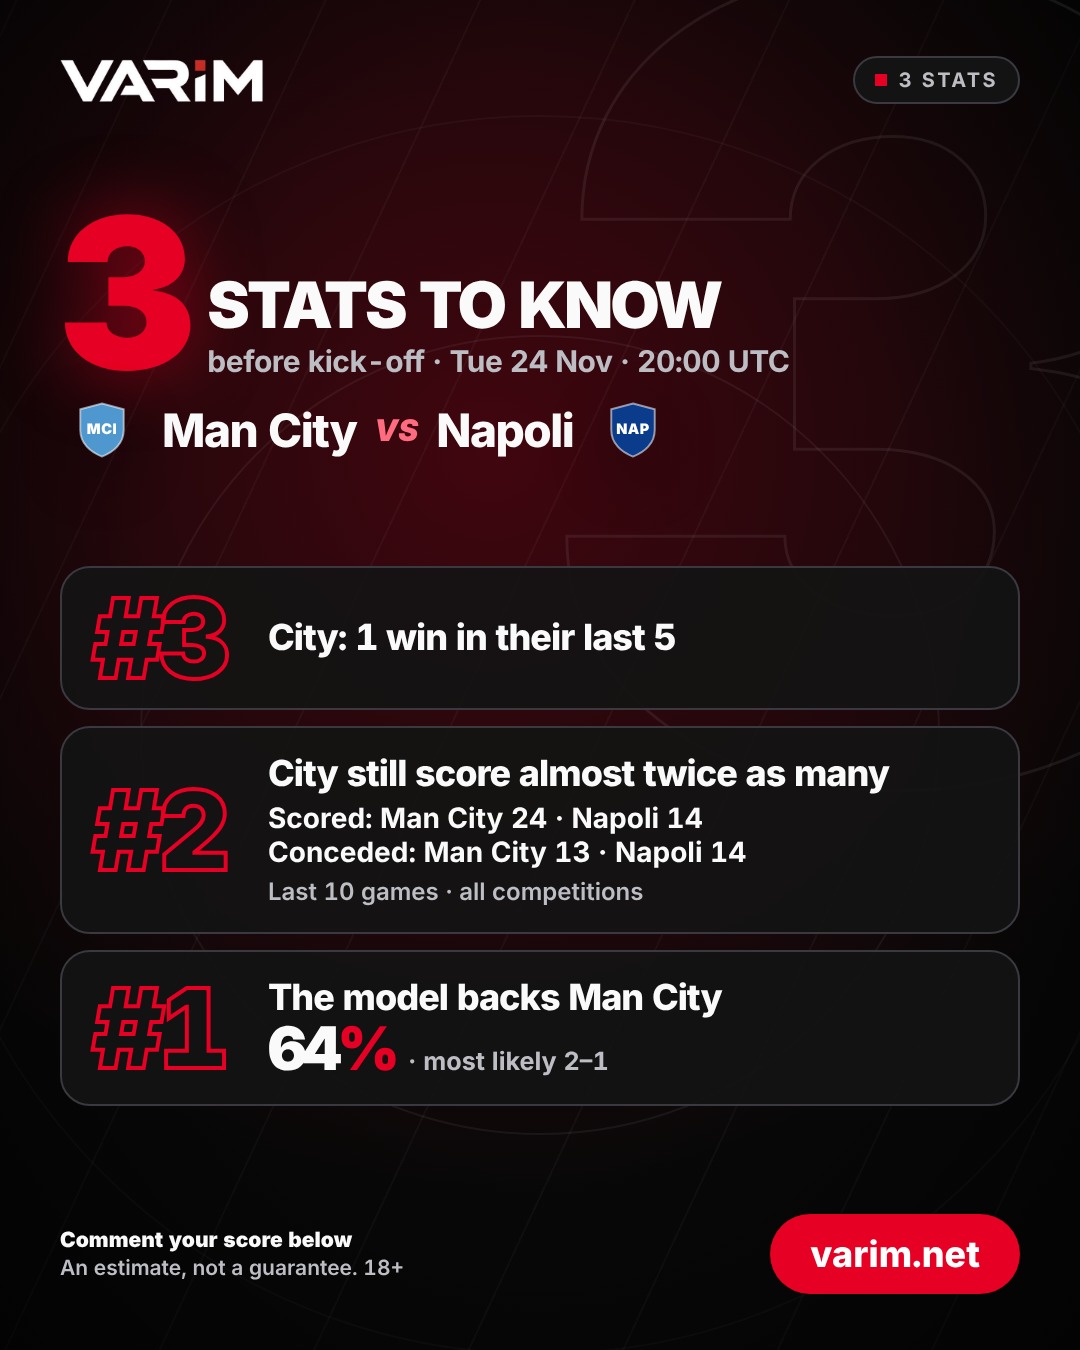 VARiM
3 STATS
3
STATS TO KNOW
before kick-off · Tue 24 Nov · 20:00 UTC
MCI Man City vs Napoli NAP
#3
City: 1 win in their last 5
#2
City still score almost twice as many
Scored: Man City 24 · Napoli 14
Conceded: Man City 13 · Napoli 14
Last 10 games · all competitions
#1
The model backs Man City
64% · most likely 2–1
Comment your score below
An estimate, not a guarantee. 18+
varim.net